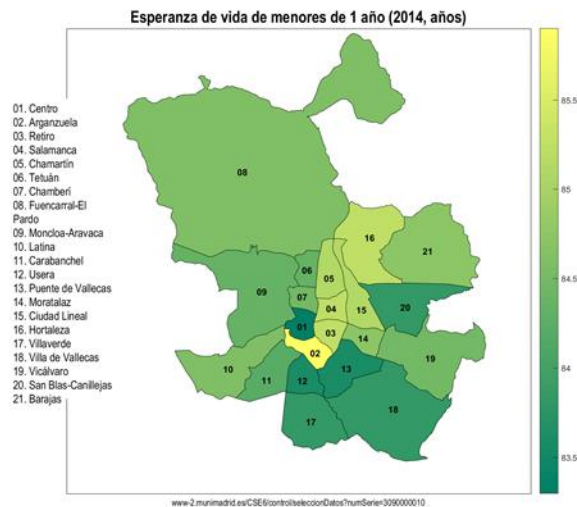 Esperanza de vida de menores de 1 año (2014, años)
01. Centro
02. Arganzuela
03. Retiro
04. Salamanca
05. Chamartín
06. Tetuán
07. Chamberí
08. Fuencarral-El
Pardo
09. Moncloa-Aravaca
10. Latina
11. Carabanchel
12. Usera
13. Puente de Vallecas
14. Moratalaz
15. Ciudad Lineal
16. Hortaleza
17. Villaverde
18. Villa de Vallecas
19. Vicálvaro
20. San Blas-Canillejas
21. Barajas
08
16
21
06
05
09
07
04
15
20
01
03
02
14
10
11
12
13
19
17
18
85.5
85
84.5
84
83.5
www-2.munimadrid.es/CSE6/control/seleccionDatos?numSerie=3090000010